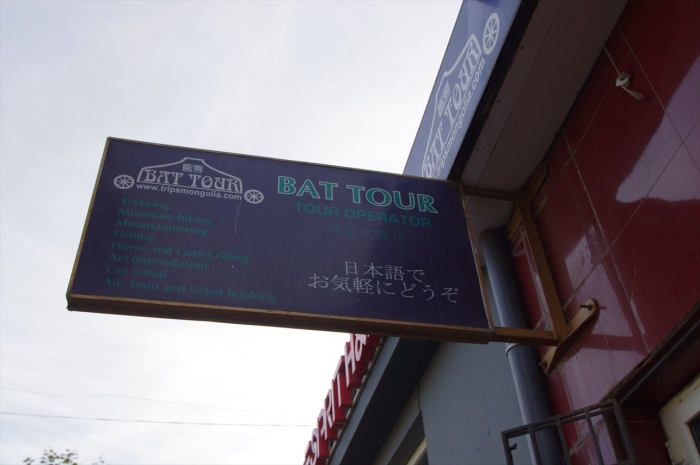 BAT TOUR
www.tripsmongolia.com
Trekking
Mountain biking
Mountaineering
Fishing
Horse and camel riding
Accommodation
Car rental
Air, train and ticket booking
BAT TOUR
TOUR OPERATOR
日本語で
お気軽にどうぞ
BAT TOUR
tripsmongolia.com